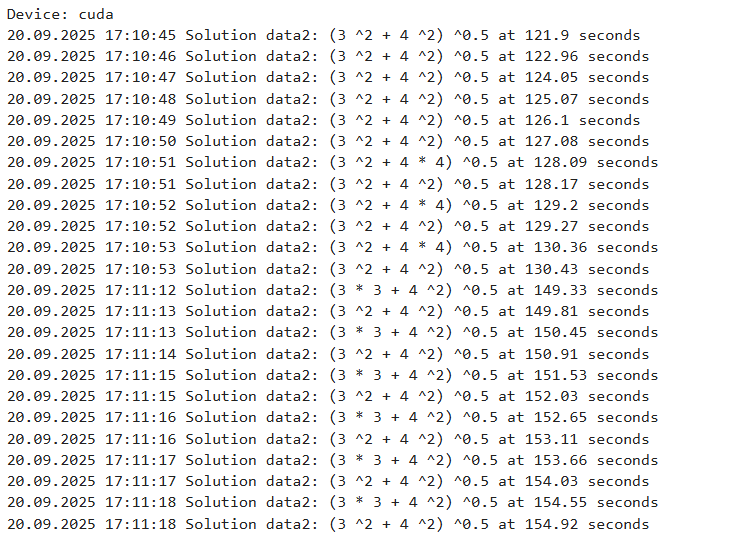 Device: cuda
20.09.2025 17:10:45 Solution data2: (3 ^2 + 4 ^2) ^0.5 at 121.9 seconds
20.09.2025 17:10:46 Solution data2: (3 ^2 + 4 ^2) ^0.5 at 122.96 seconds
20.09.2025 17:10:47 Solution data2: (3 ^2 + 4 ^2) ^0.5 at 124.05 seconds
20.09.2025 17:10:48 Solution data2: (3 ^2 + 4 ^2) ^0.5 at 125.07 seconds
20.09.2025 17:10:49 Solution data2: (3 ^2 + 4 ^2) ^0.5 at 126.1 seconds
20.09.2025 17:10:50 Solution data2: (3 ^2 + 4 ^2) ^0.5 at 127.08 seconds
20.09.2025 17:10:51 Solution data2: (3 ^2 + 4 * 4) ^0.5 at 128.09 seconds
20.09.2025 17:10:51 Solution data2: (3 ^2 + 4 ^2) ^0.5 at 128.17 seconds
20.09.2025 17:10:52 Solution data2: (3 ^2 + 4 * 4) ^0.5 at 129.2 seconds
20.09.2025 17:10:52 Solution data2: (3 ^2 + 4 ^2) ^0.5 at 129.27 seconds
20.09.2025 17:10:53 Solution data2: (3 ^2 + 4 * 4) ^0.5 at 130.36 seconds
20.09.2025 17:10:53 Solution data2: (3 ^2 + 4 ^2) ^0.5 at 130.43 seconds
20.09.2025 17:11:12 Solution data2: (3 * 3 + 4 ^2) ^0.5 at 149.33 seconds
20.09.2025 17:11:13 Solution data2: (3 ^2 + 4 ^2) ^0.5 at 149.81 seconds
20.09.2025 17:11:13 Solution data2: (3 * 3 + 4 ^2) ^0.5 at 150.45 seconds
20.09.2025 17:11:14 Solution data2: (3 ^2 + 4 ^2) ^0.5 at 150.91 seconds
20.09.2025 17:11:15 Solution data2: (3 * 3 + 4 ^2) ^0.5 at 151.53 seconds
20.09.2025 17:11:15 Solution data2: (3 ^2 + 4 ^2) ^0.5 at 152.03 seconds
20.09.2025 17:11:16 Solution data2: (3 * 3 + 4 ^2) ^0.5 at 152.65 seconds
20.09.2025 17:11:16 Solution data2: (3 ^2 + 4 ^2) ^0.5 at 153.11 seconds
20.09.2025 17:11:17 Solution data2: (3 * 3 + 4 ^2) ^0.5 at 153.66 seconds
20.09.2025 17:11:17 Solution data2: (3 ^2 + 4 ^2) ^0.5 at 154.03 seconds
20.09.2025 17:11:18 Solution data2: (3 * 3 + 4 ^2) ^0.5 at 154.55 seconds
20.09.2025 17:11:18 Solution data2: (3 ^2 + 4 ^2) ^0.5 at 154.92 seconds